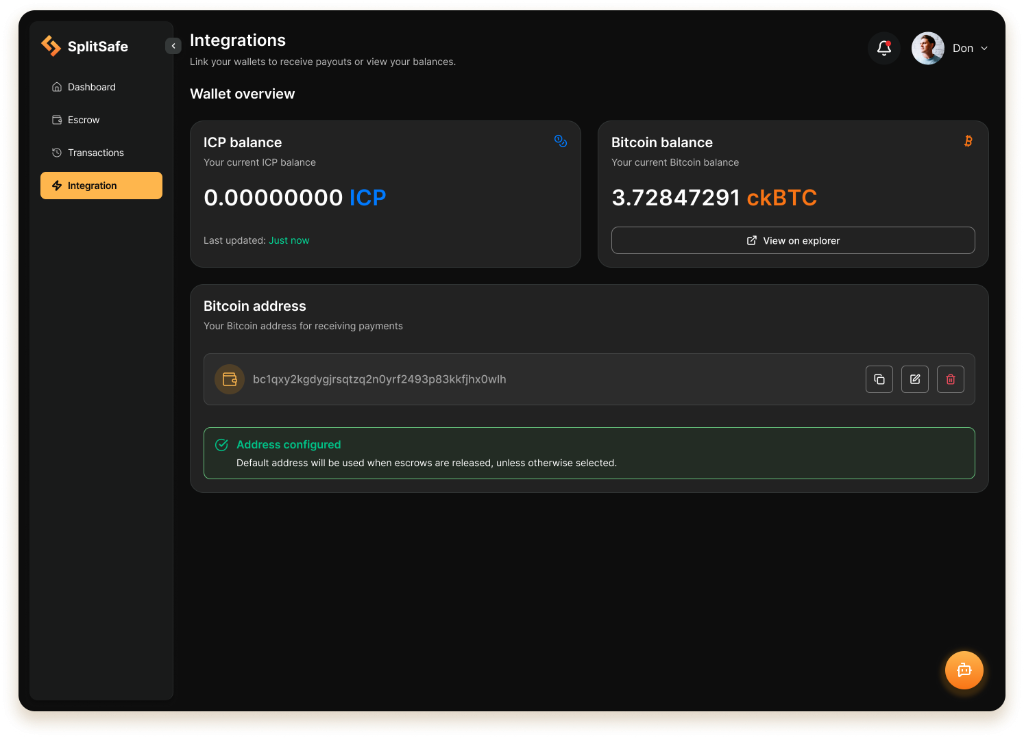 SplitSafe
Dashboard
Escrow
Transactions
Integration
Integrations
Link your wallets to receive payouts or view your balances.
Don
Wallet overview
ICP balance
Your current ICP balance
0.00000000 ICP
Last updated: Just now
Bitcoin balance
Your current Bitcoin balance
3.72847291 ckBTC
View on explorer
Bitcoin address
Your Bitcoin address for receiving payments
bc1qxy2kgdygjrsqtzq2n0yrf2493p83kkfjhx0wlh
Address configured
Default address will be used when escrows are released, unless otherwise selected.